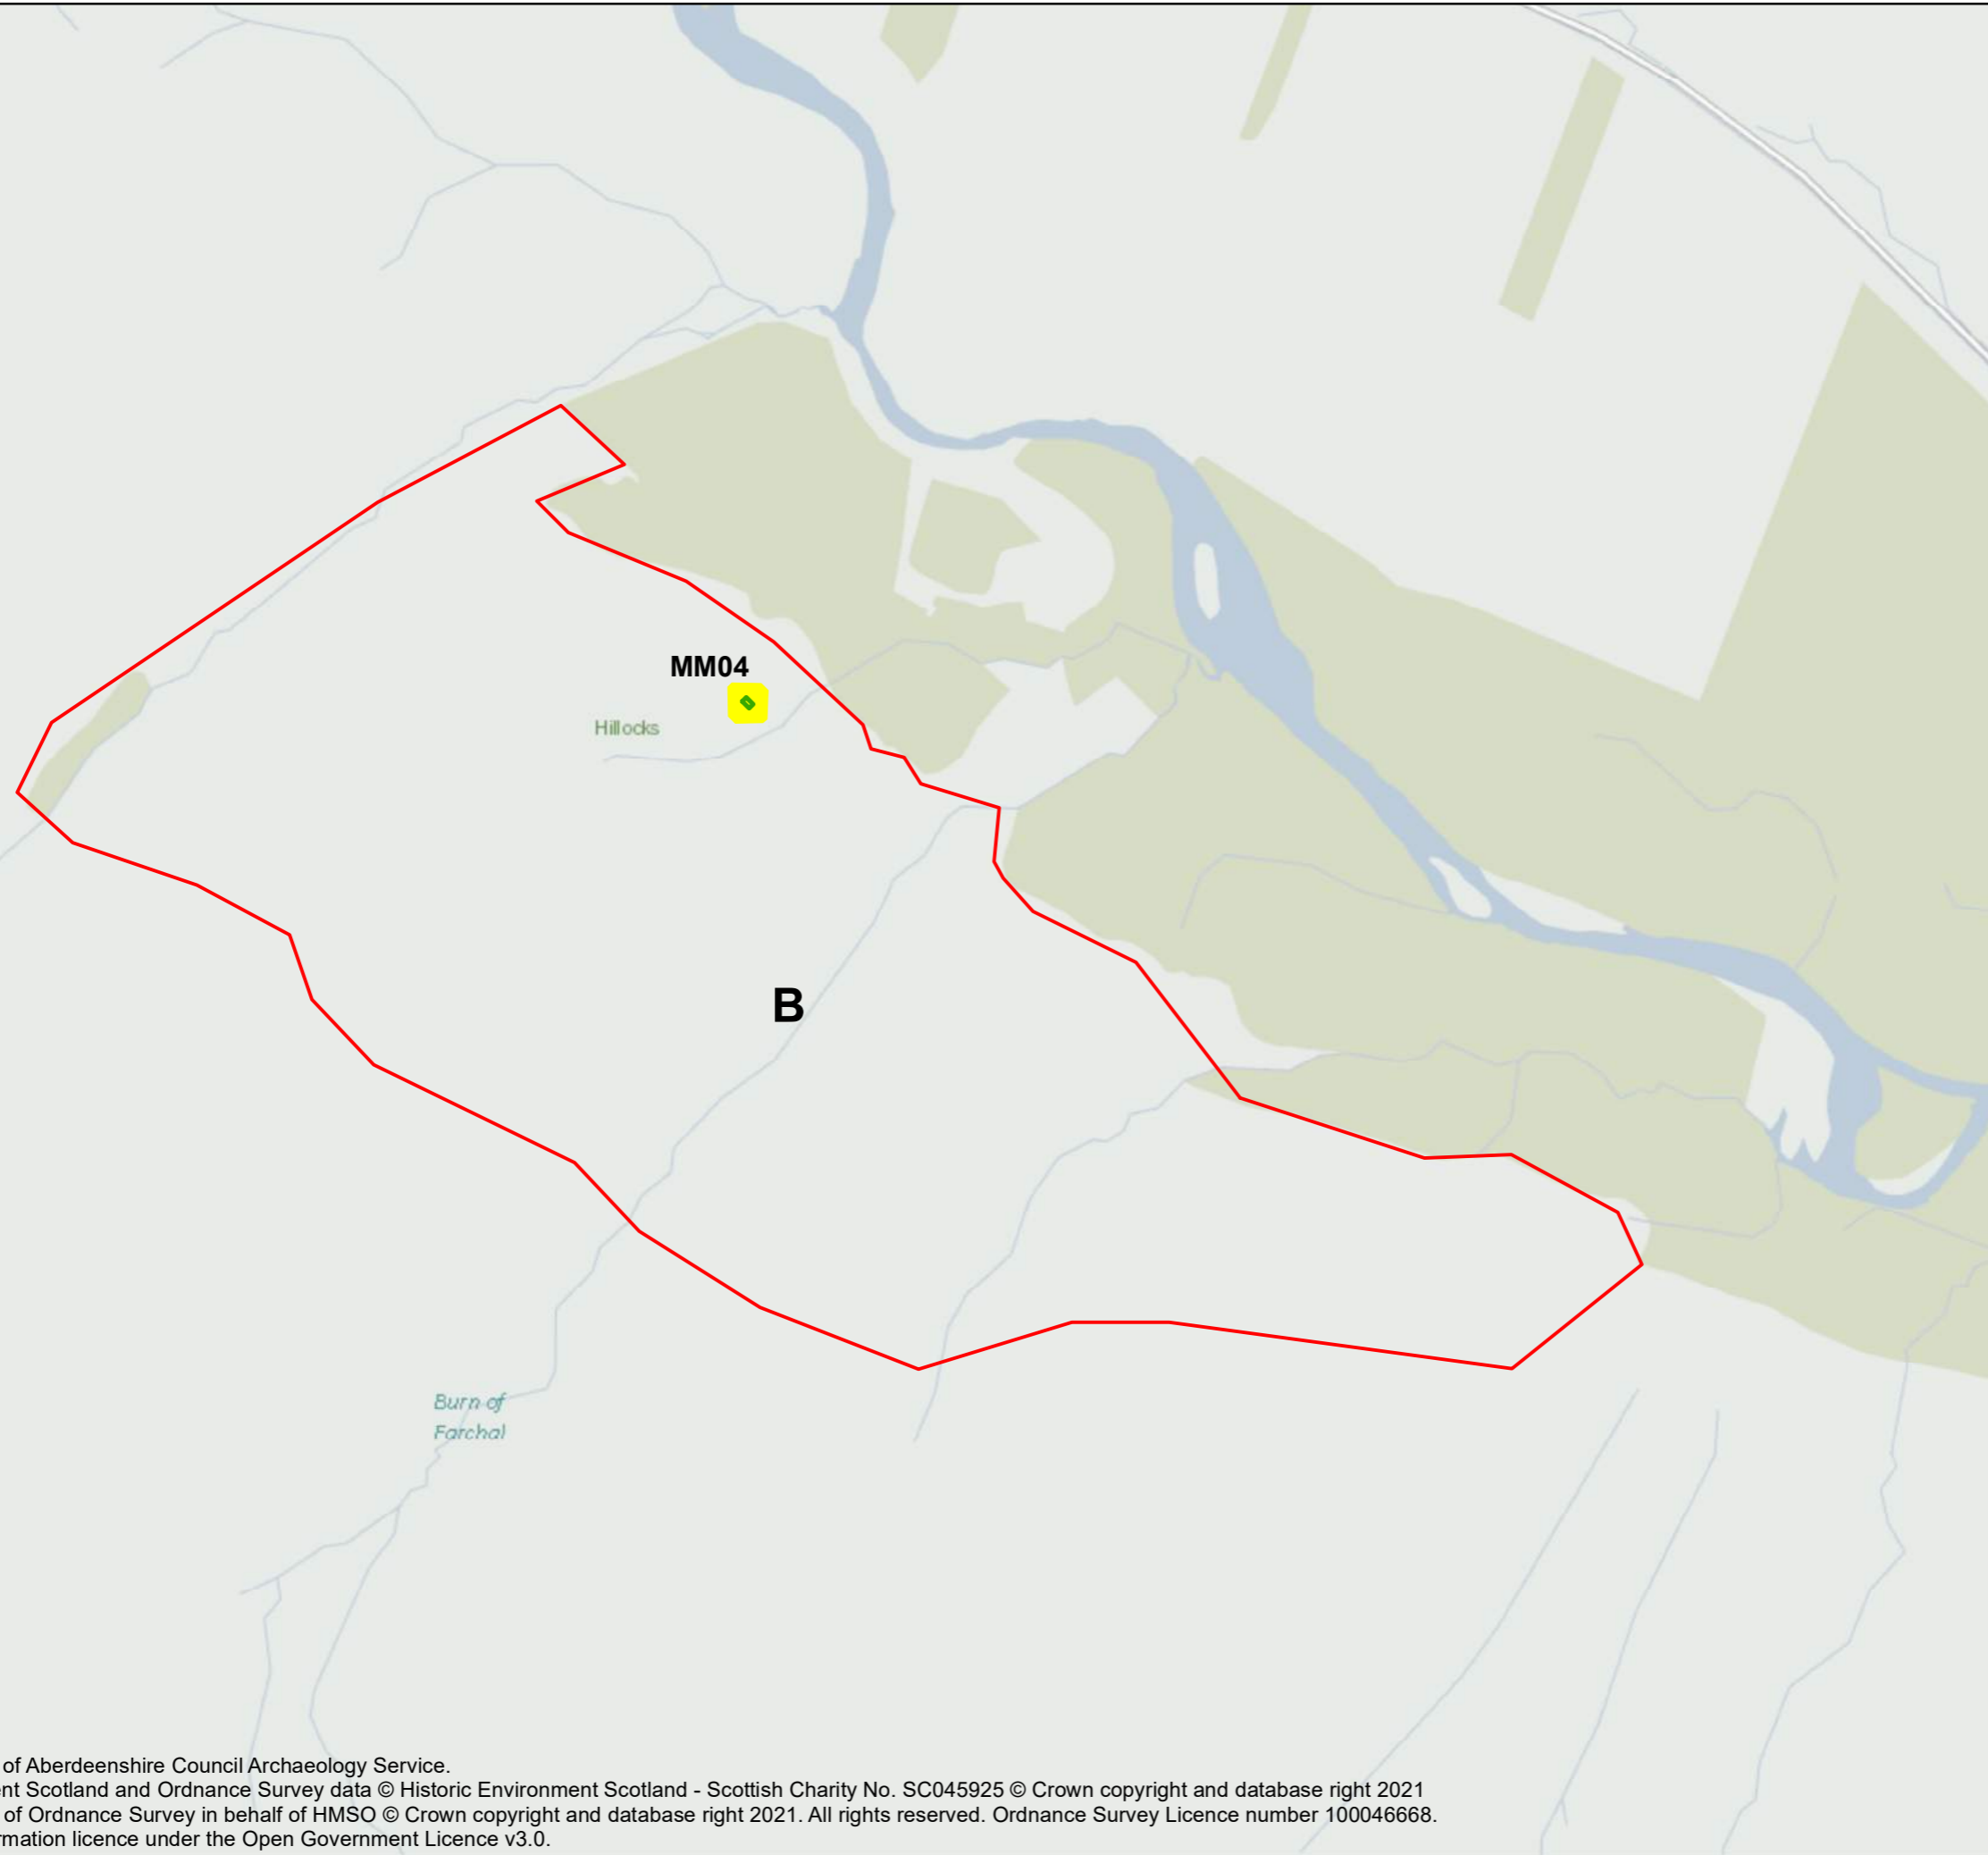 MM04
Hillocks
B
Burn of
Farchal
of Aberdeenshire Council Archaeology Service.
nt Scotland and Ordnance Survey data © Historic Environment Scotland - Scottish Charity No. SC045925 © Crown copyright and database right 2021
of Ordnance Survey in behalf of HMSO © Crown copyright and database right 2021. All rights reserved. Ordnance Survey Licence number 100046668.
rmation licence under the Open Government Licence v3.0.